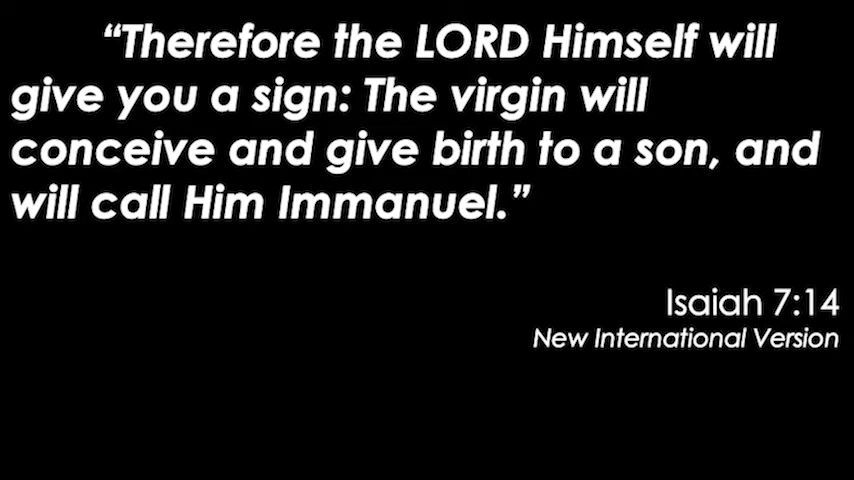 “Therefore the LORD Himself will
give you a sign: The virgin will
conceive and give birth to a son, and
will call Him Immanuel.”
Isaiah 7:14
New International Version